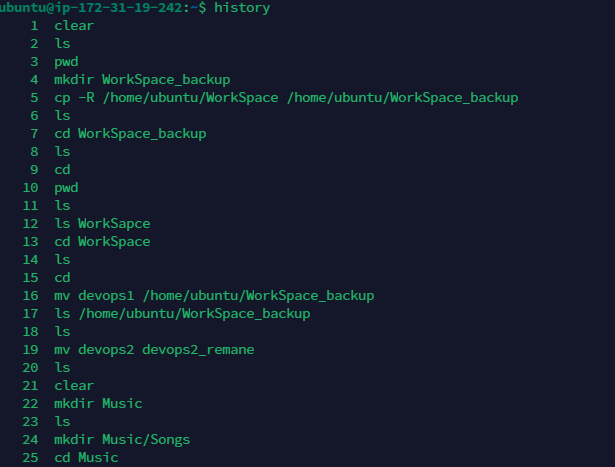 ubuntu@ip-172-31-19-242:~$ history
1 clear
2 ls
3 pwd
4 mkdir WorkSpace_backup
5 cp -R /home/ubuntu/WorkSpace /home/ubuntu/WorkSpace_backup
6 ls
7 cd WorkSpace_backup
8 ls
9 cd
10 pwd
11 ls
12 ls WorkSapce
13 cd WorkSpace
14 ls
15 cd
16 mv devops1 /home/ubuntu/WorkSpace_backup
17 ls /home/ubuntu/WorkSpace_backup
18 ls
19 mv devops2 devops2_remane
20 ls
21 clear
22 mkdir Music
23 ls
24 mkdir Music/Songs
25 cd Music